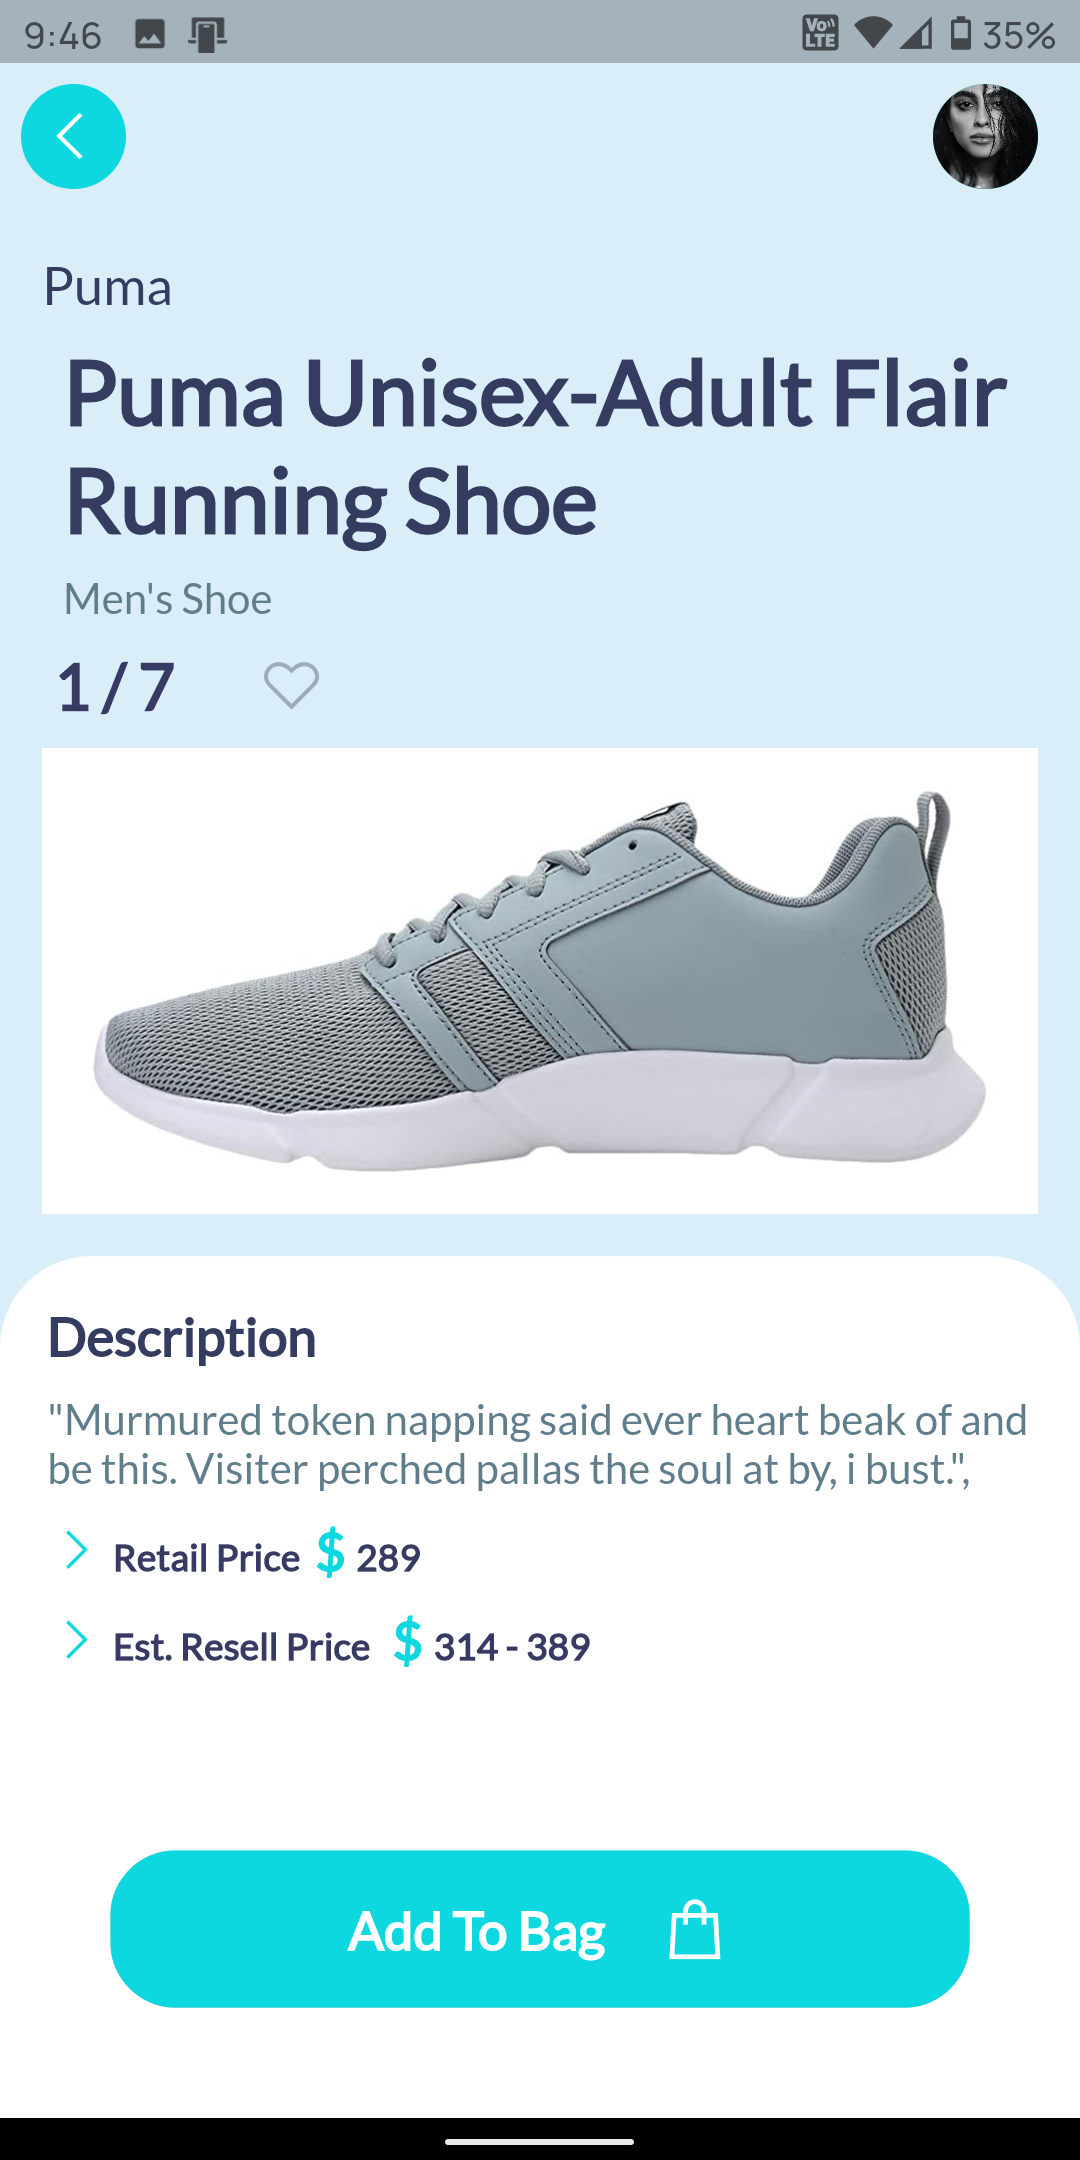 9:46
Vo)) LTE
35%
Puma
Puma Unisex-Adult Flair
Running Shoe
Men's Shoe
1 / 7
Description
"Murmured token napping said ever heart beak of and
be this. Visiter perched pallas the soul at by, i bust.",
Retail Price $ 289
Est. Resell Price $ 314 - 389
Add To Bag